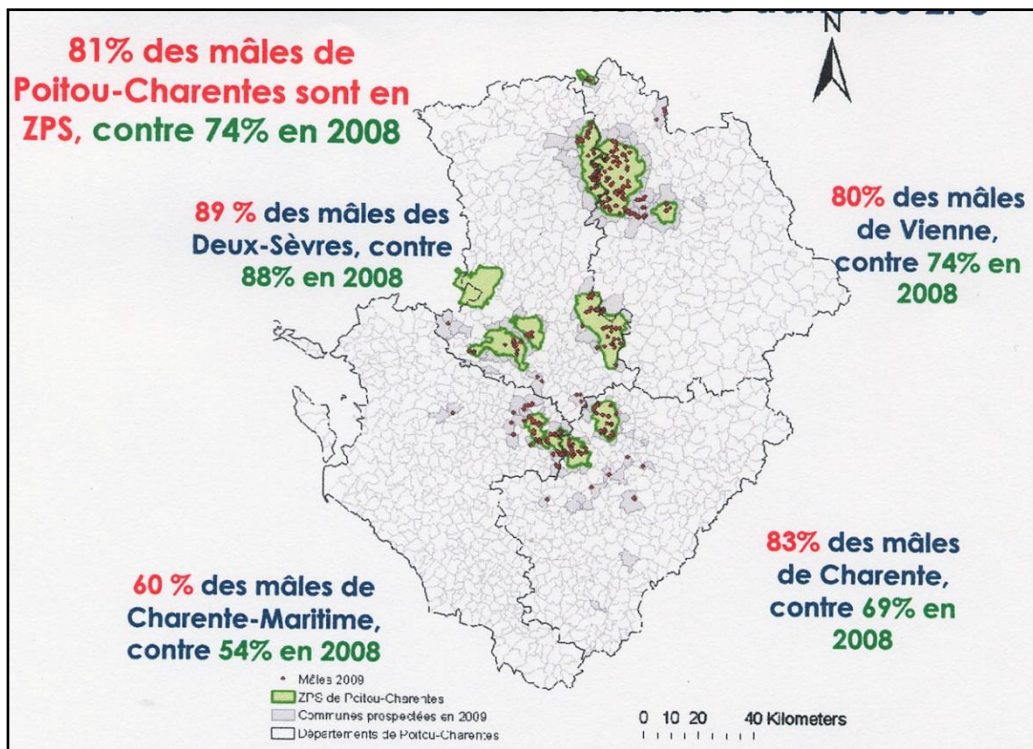 dans les ZPS
N
81% des mâles de
Poitou-Charentes sont en
ZPS, contre 74% en 2008
89 % des mâles des
Deux-Sèvres, contre
88% en 2008
80% des mâles
de Vienne,
contre 74% en
2008
83% des mâles
de Charente,
contre 69% en
2008
60 % des mâles de
Charente-Maritime,
contre 54% en 2008
Mâles 2009
ZPS de Poitou-Charentes
Communes prospectées en 2009
Départements de Poitou-Charentes
0 10 20 40 Kilometers